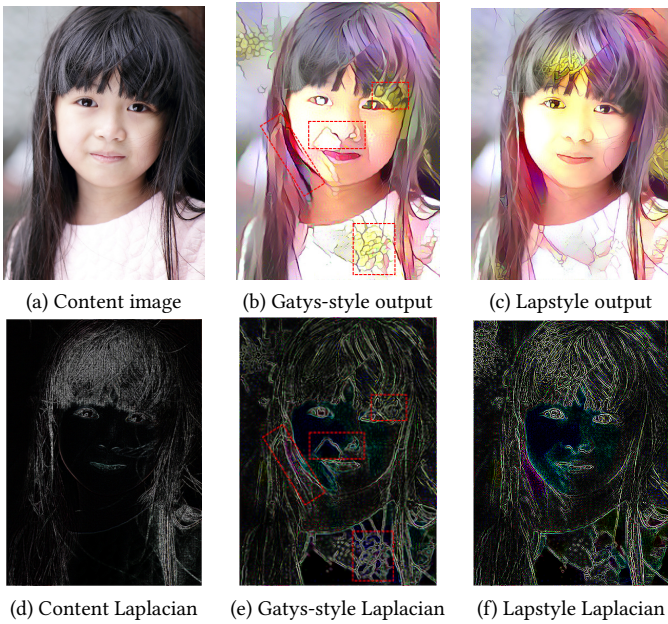 (a) Content image
(b) Gatys-style output
(c) Lapstyle output
(d) Content Laplacian
(e) Gatys-style Laplacian
(f) Lapstyle Laplacian